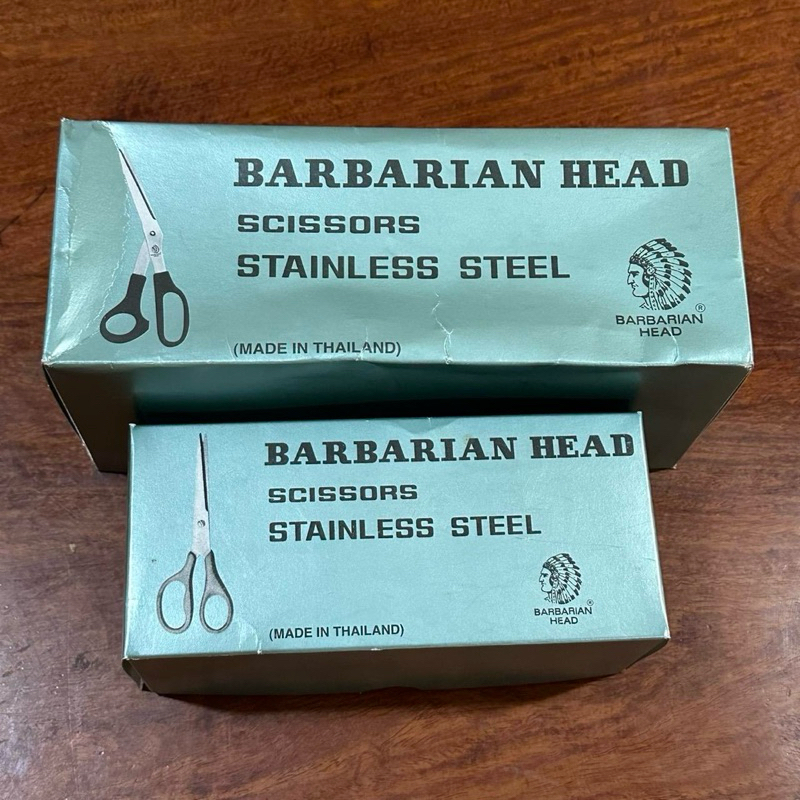 BARBARIAN HEAD
SCISSORS
STAINLESS STEEL
BARBARIAN ®
HEAD
(MADE IN THAILAND)
BARBARIAN HEAD
SCISSORS
STAINLESS STEEL
BARBARIAN ®
HEAD
(MADE IN THAILAND)